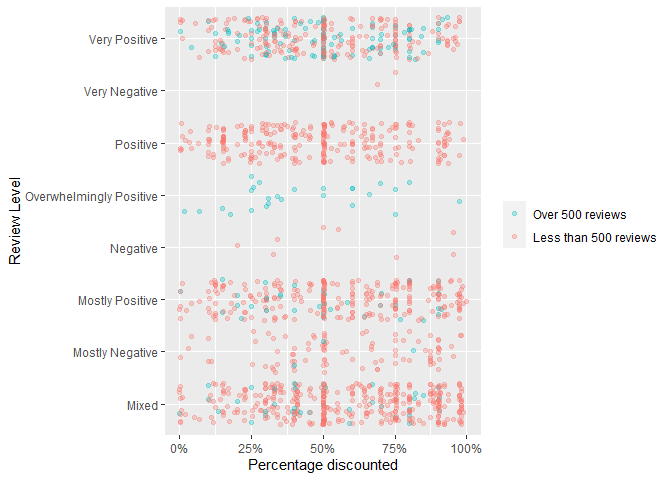 Review Level
Very Positive
Very Negative
Positive
Overwhelmingly Positive
Negative
Mostly Positive
Mostly Negative
Mixed
0% 25% 50% 75% 100%
Percentage discounted
Over 500 reviews
Less than 500 reviews